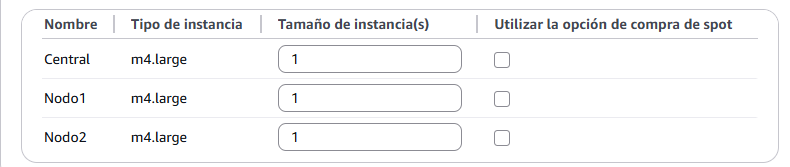 Nombre Tipo de instancia Tamaño de instancia(s) Utilizar la opción de compra de spot
Central m4.large 1
Nodo1 m4.large 1
Nodo2 m4.large 1